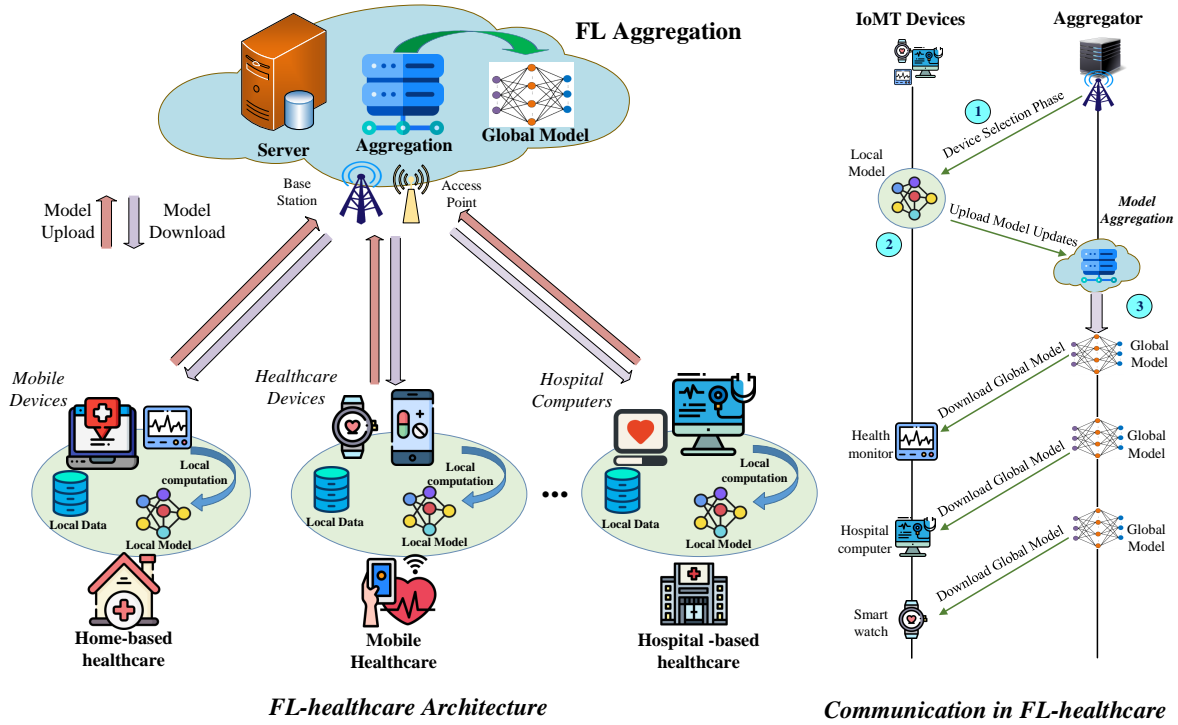 FL Aggregation
Server
Aggregation
Global Model
Base
Station
Access
Point
Model
Upload
Model
Download
Mobile
Devices
Local
computation
Local Data
Local Model
Home-based
healthcare
Healthcare
Devices
Local
computation
Local Data
Local Model
Mobile
Healthcare
...
Hospital
Computers
Local
computation
Local Data
Local Model
Hospital -based
healthcare
FL-healthcare Architecture
IoMT Devices
Aggregator
1
Device Selection Phase
Local
Model
2
Upload Model Updates
Model
Aggregation
3
Global
Model
Download Global Model
Health
monitor
Global
Model
Download Global Model
Hospital
computer
Global
Model
Download Global Model
Smart
watch
Communication in FL-healthcare